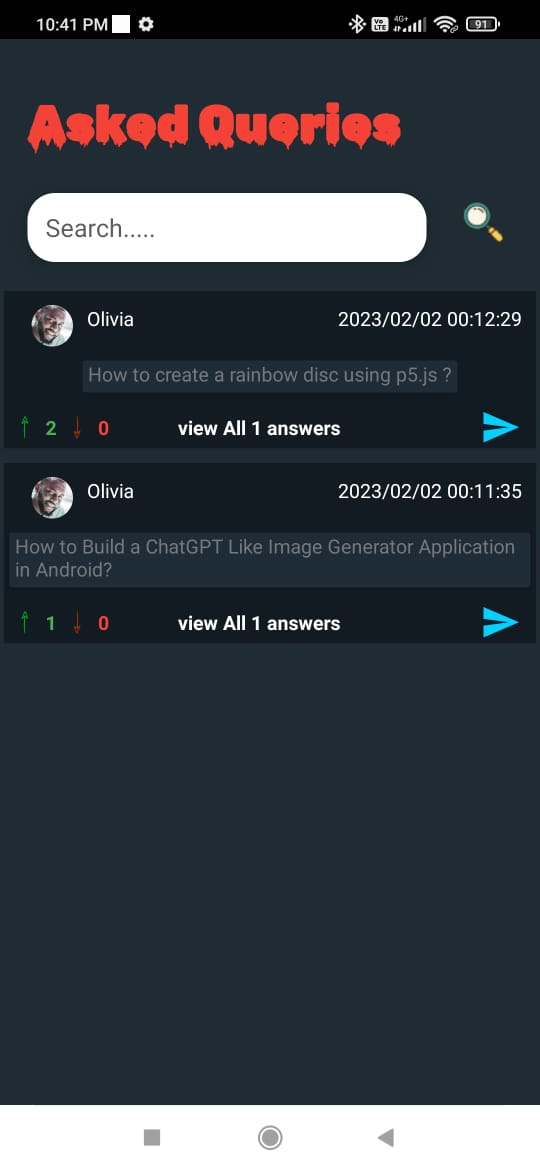 10:41 PM
Vo LTE 4G+ 91
Asked Queries
Search.....
Olivia 2023/02/02 00:12:29
How to create a rainbow disc using p5.js ?
↑ 2 ↓ 0 view All 1 answers
Olivia 2023/02/02 00:11:35
How to Build a ChatGPT Like Image Generator Application
in Android?
↑ 1 ↓ 0 view All 1 answers